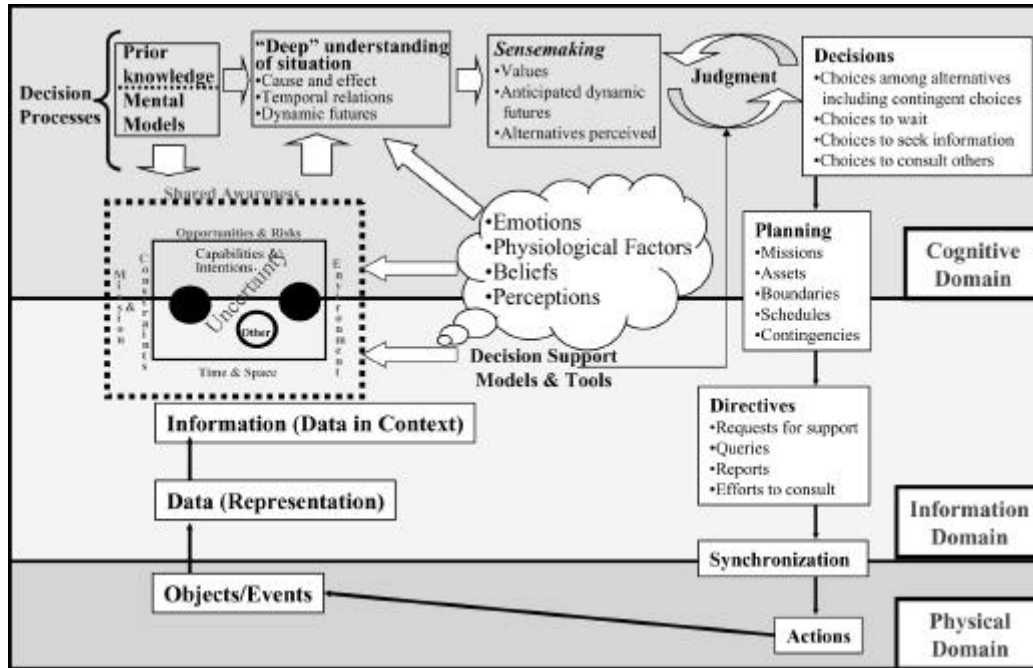 Decision
Processes
Prior
knowledge
Mental
Models
“Deep” understanding
of situation
•Cause and effect
•Temporal relations
•Dynamic futures
Sensemaking
• Values
• Anticipated dynamic
futures
• Alternatives perceived
Judgment
Decisions
•Choices among alternatives
including contingent choices
•Choices to wait
•Choices to seek information
•Choices to consult others
Shared Awareness
Opportunities & Risks
Capabilities &
Intentions
Uncertainty
Other
Mission
&
Constraints
Environment
Time & Space
•Emotions
•Physiological Factors
•Beliefs
•Perceptions
Decision Support
Models & Tools
Planning
•Missions
•Assets
•Boundaries
•Schedules
•Contingencies
Cognitive
Domain
Information (Data in Context)
Directives
•Requests for support
•Queries
•Reports
•Efforts to consult
Data (Representation)
Information
Domain
Synchronization
Objects/Events
Actions
Physical
Domain